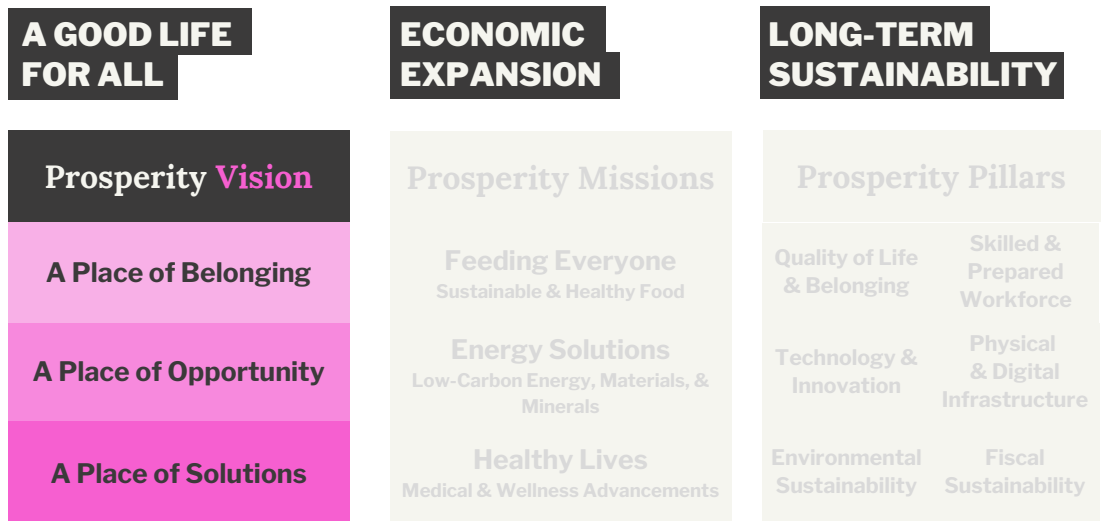 A GOOD LIFE
FOR ALL
Prosperity Vision
A Place of Belonging
A Place of Opportunity
A Place of Solutions
ECONOMIC
EXPANSION
Prosperity Missions
Feeding Everyone
Sustainable & Healthy Food
Energy Solutions
Low-Carbon Energy, Materials, &
Minerals
Healthy Lives
Medical & Wellness Advancements
LONG-TERM
SUSTAINABILITY
Prosperity Pillars
Quality of Life
& Belonging
Skilled &
Prepared
Workforce
Technology &
Innovation
Physical
& Digital
Infrastructure
Environmental
Sustainability
Fiscal
Sustainability